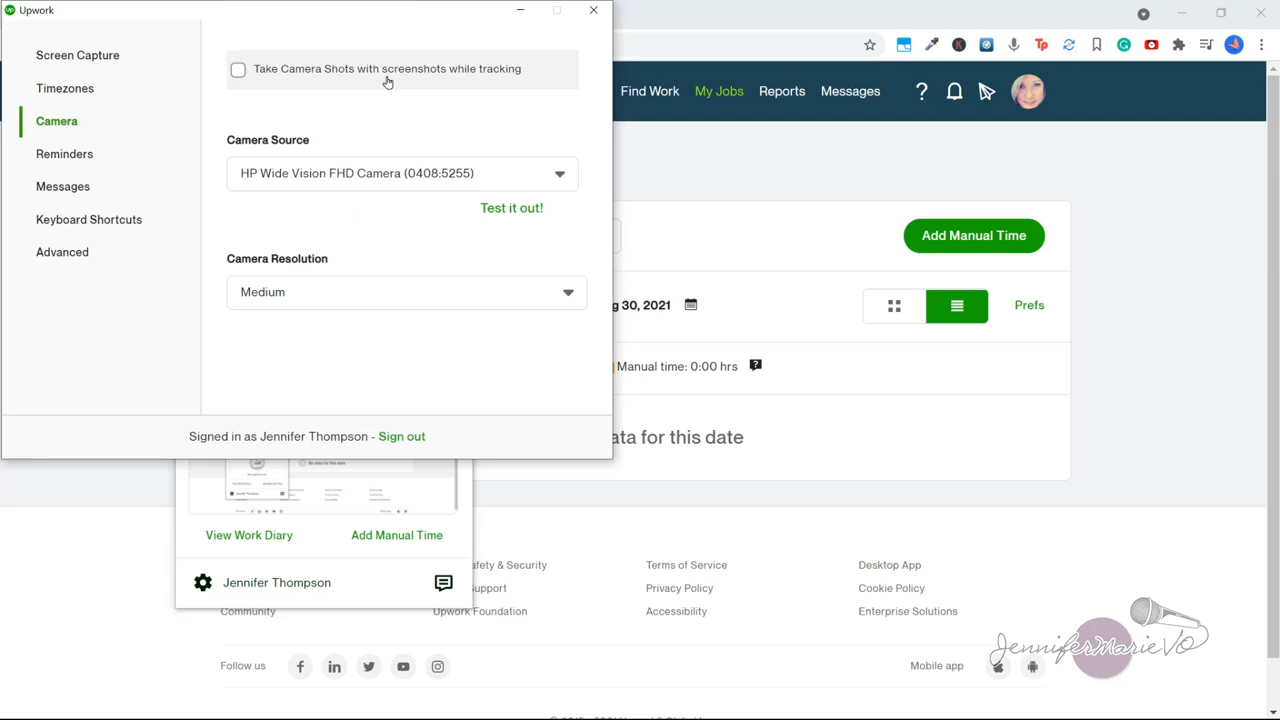 Upwork
Screen Capture
Timezones
Camera
Reminders
Messages
Keyboard Shortcuts
Advanced
Take Camera Shots with screenshots while tracking
Camera Source
HP Wide Vision FHD Camera (0408:5255)
Test it out!
Camera Resolution
Medium
Signed in as Jennifer Thompson - Sign out
Find Work My Jobs Reports Messages
Add Manual Time
g 30, 2021
Prefs
Manual time: 0:00 hrs
ata for this date
View Work Diary Add Manual Time
Jennifer Thompson
afety & Security Terms of Service Desktop App
Support Privacy Policy Cookie Policy
Community Upwork Foundation Accessibility Enterprise Solutions
JenniferMarieVO
Follow us Mobile app